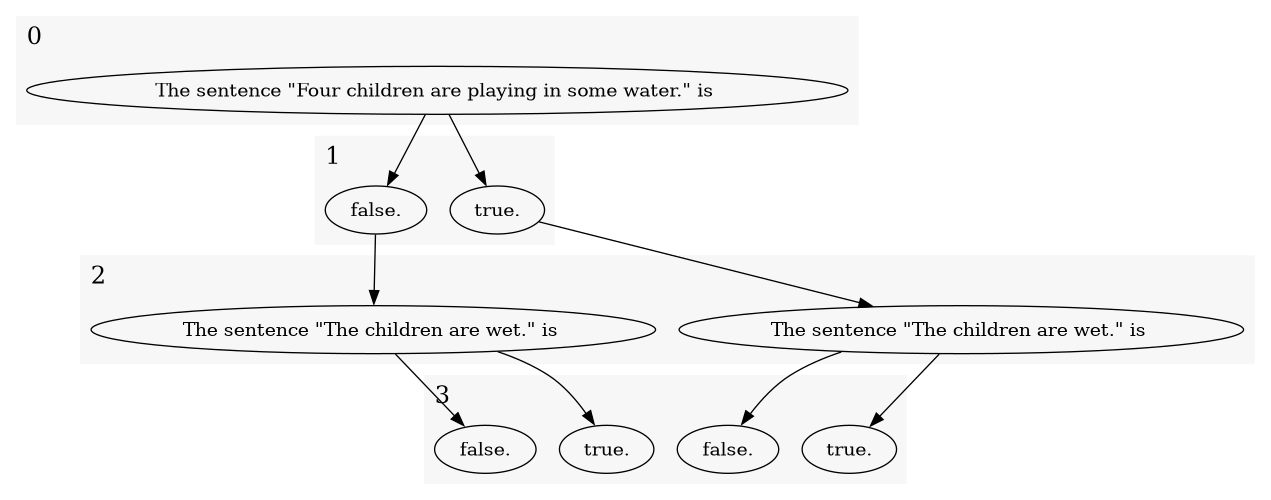 0
The sentence "Four children are playing in some water." is
1
false.
true.
2
The sentence "The children are wet." is
The sentence "The children are wet." is
3
false.
true.
false.
true.